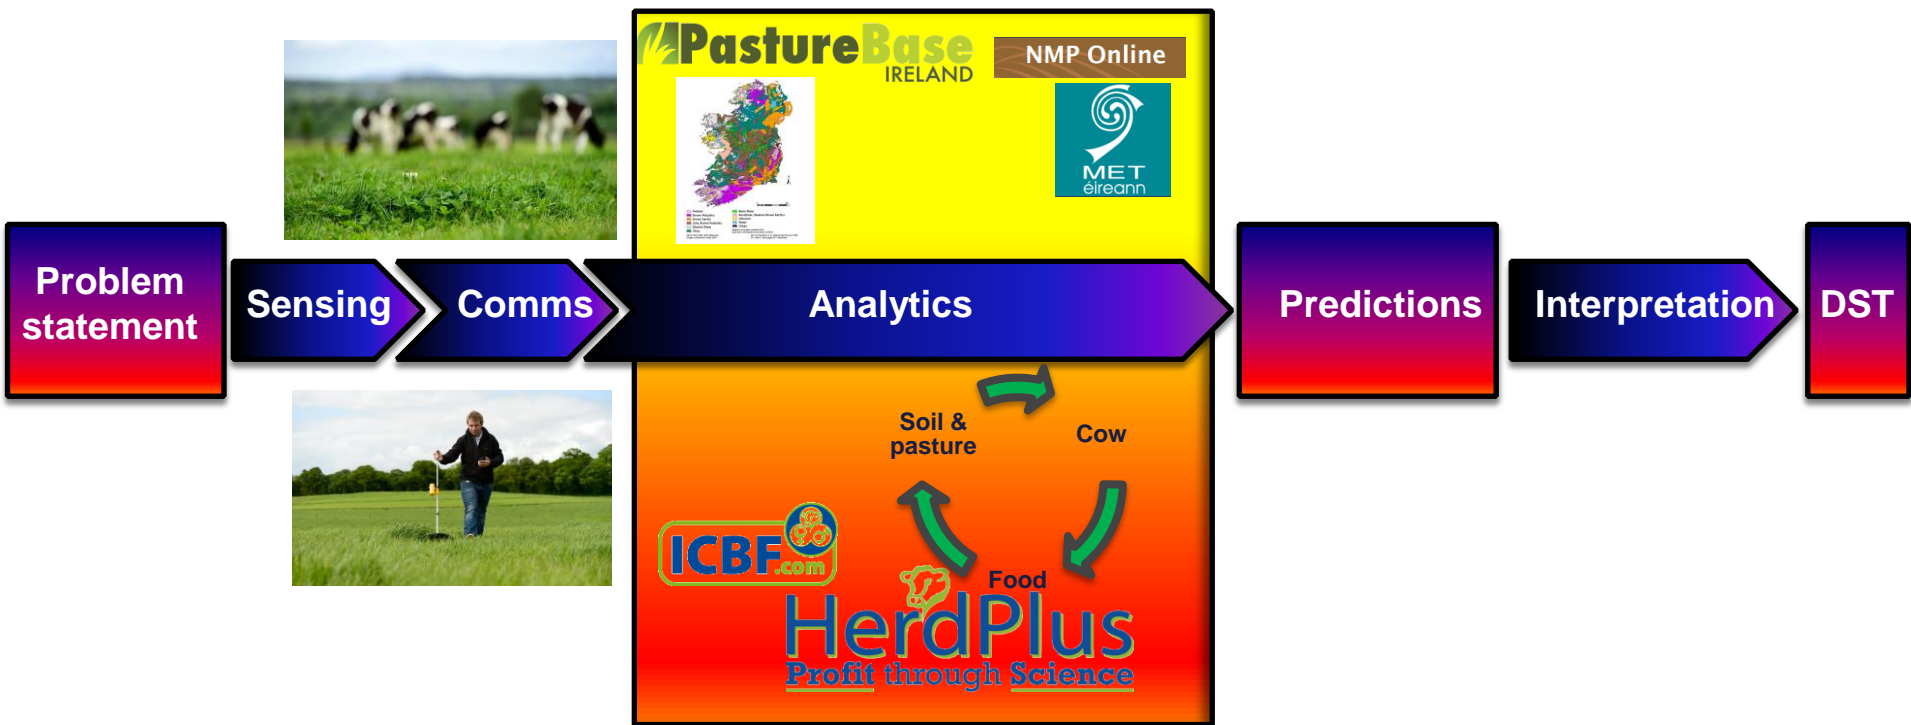 PastureBase
IRELAND
NMP Online
MET
éireann
Problem
statement
Sensing
Comms
Analytics
Predictions
Interpretation
DST
Soil &
pasture
Cow
Food
ICBF.com
HerdPlus
Profit through Science